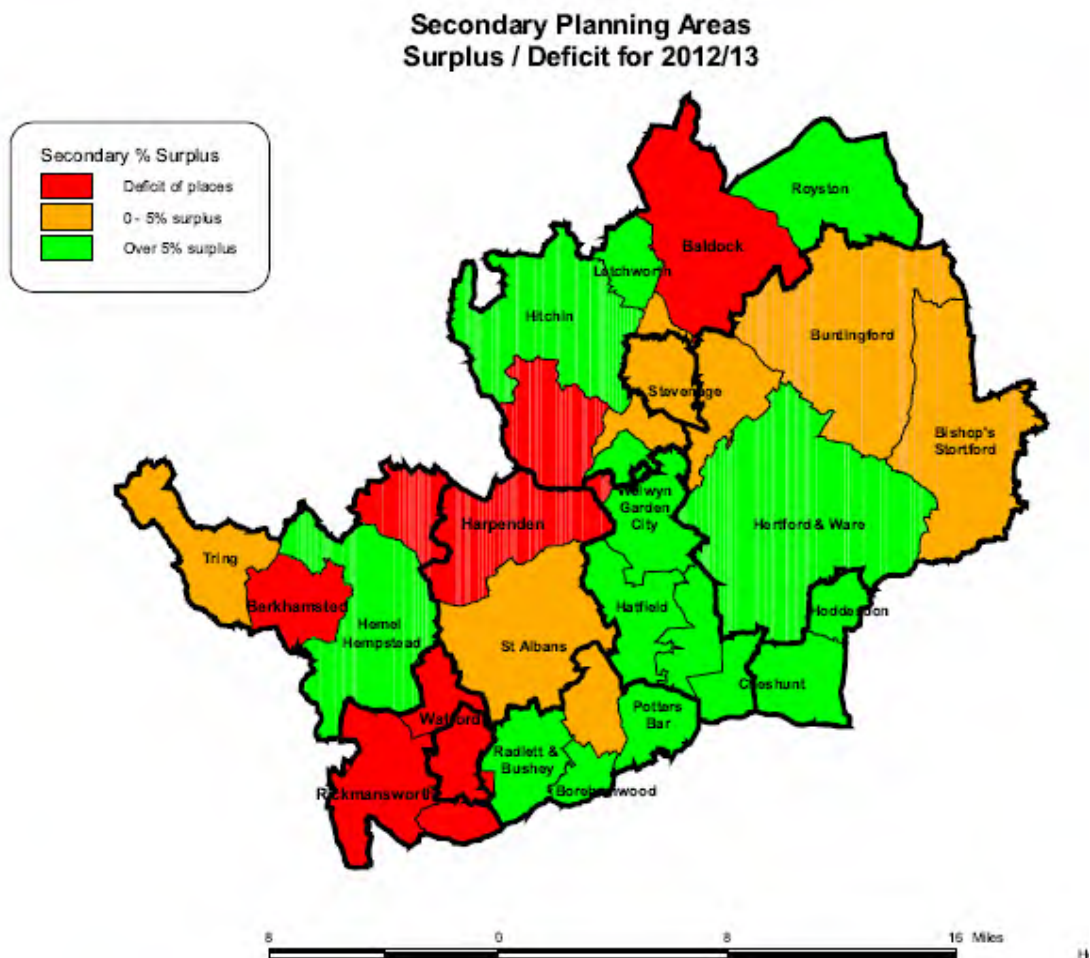 Secondary Planning Areas
Surplus / Deficit for 2012/13
Secondary % Surplus
Deficit of places
0 - 5% surplus
Over 5% surplus
Royston
Baldock
Letchworth
Hitchin
Buntingford
Stevenage
Bishop's
Stortford
Welwyn
Garden
City
Harpenden
Hertford & Ware
Tring
Berkhamsted
Hatfield
Hoddesdon
Hemel
Hempstead
St Albans
Cheshunt
Watford
Potters
Bar
Radlett &
Bushey
Rickmansworth
Borehamwood
8 0 8 16 Miles